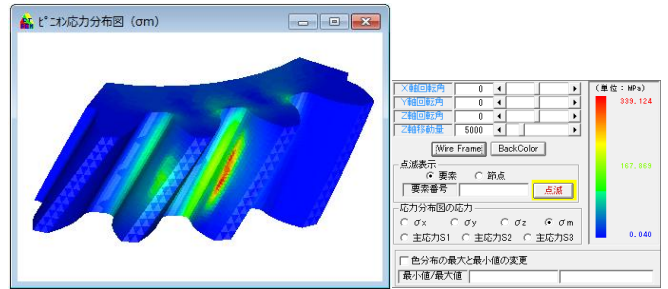 ﾋﾟﾆｵﾝ応力分布図 (σm)
X軸回転角 0
Y軸回転角 0
Z軸回転角 0
Z軸移動量 5000
Wire Frame BackColor
点滅表示
要素 節点
要素番号 点滅
応力分布図の応力
σx σy σz σm
主応力S1 主応力S2 主応力S3
色分布の最大と最小値の変更
最小値/最大値
(単位: MPa)
339.124
0.040